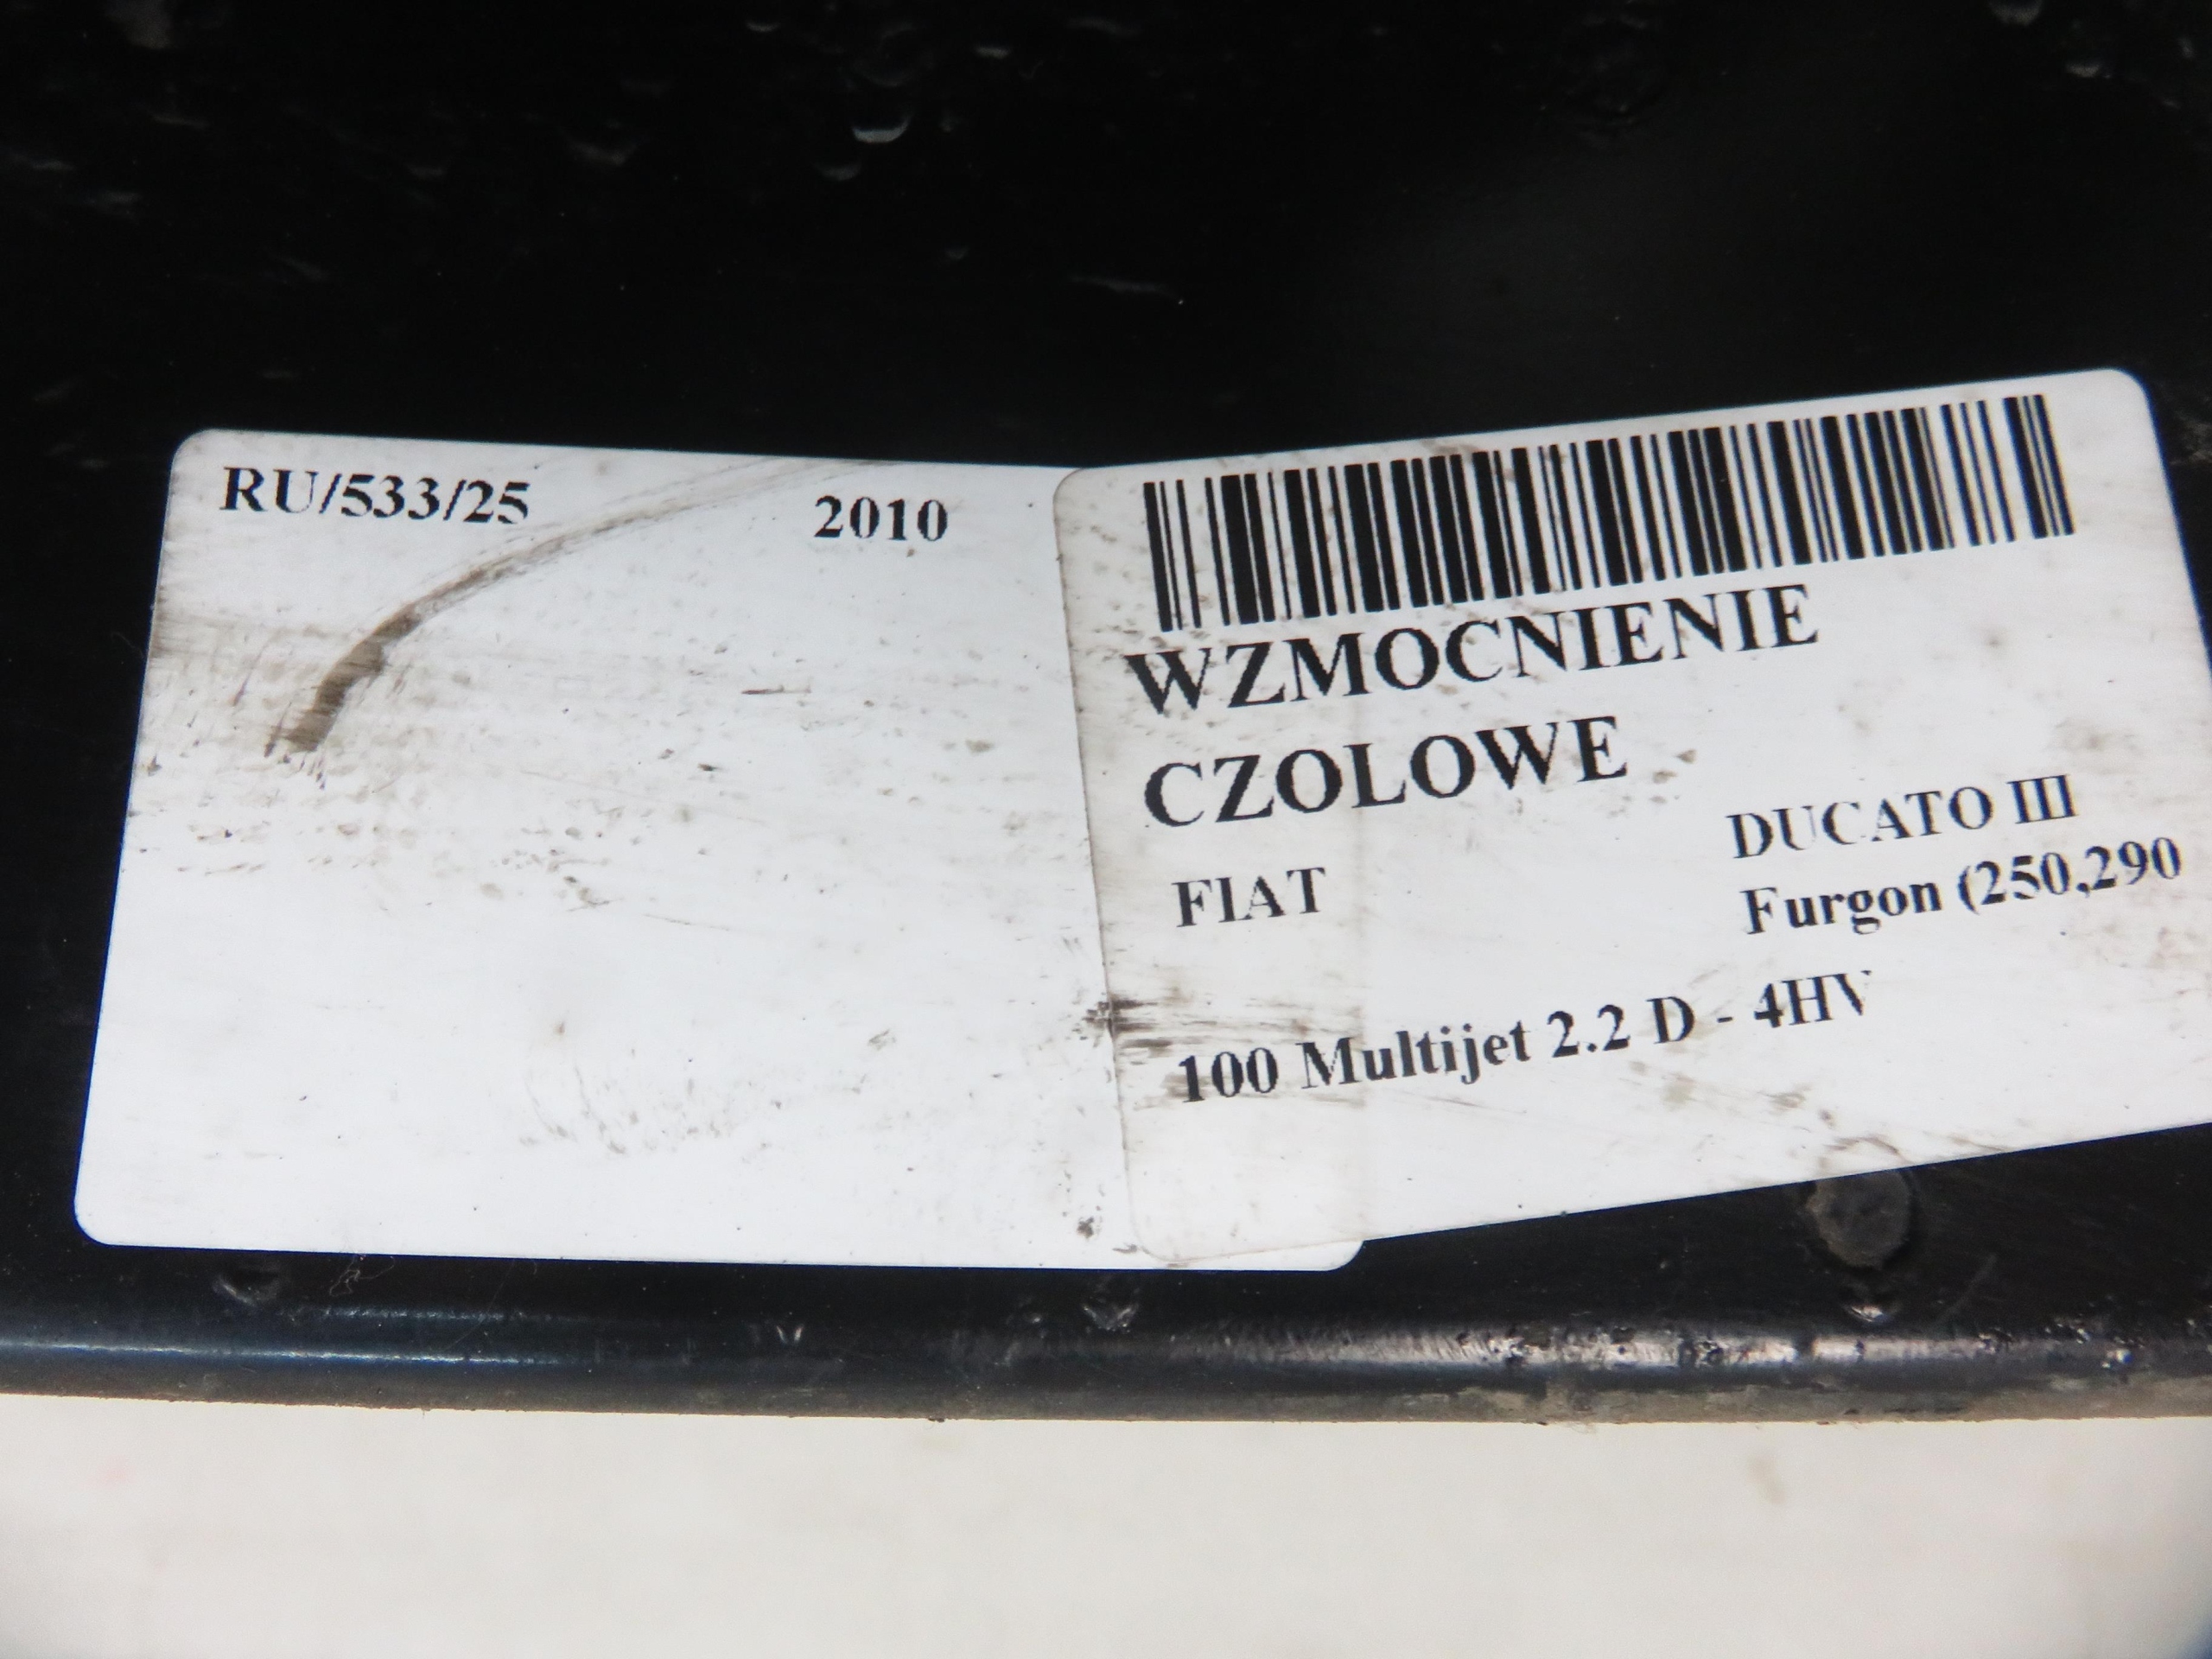 RU/533/25 2010
WZMOCNIENIE
CZOLOWE
FIAT DUCATO III
Furgon (250,290
100 Multijet 2.2 D - 4HV